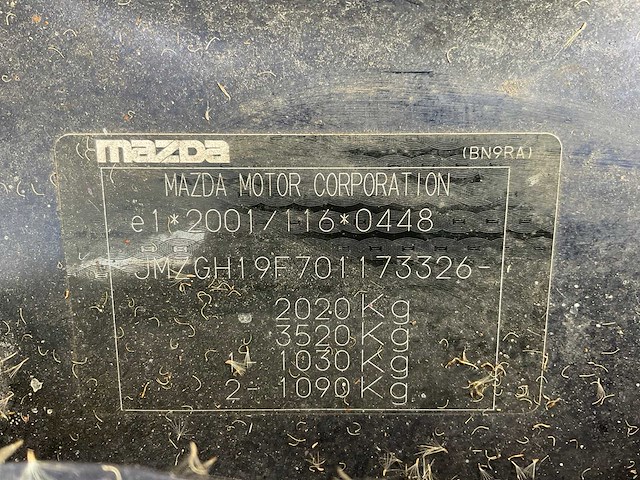 mazda (BN9RA)
MAZDA MOTOR CORPORATION
e1*2001/116*0448
JMZGH19F701173326-
2020 Kg
3520 Kg
1030 Kg
2- 1090 Kg